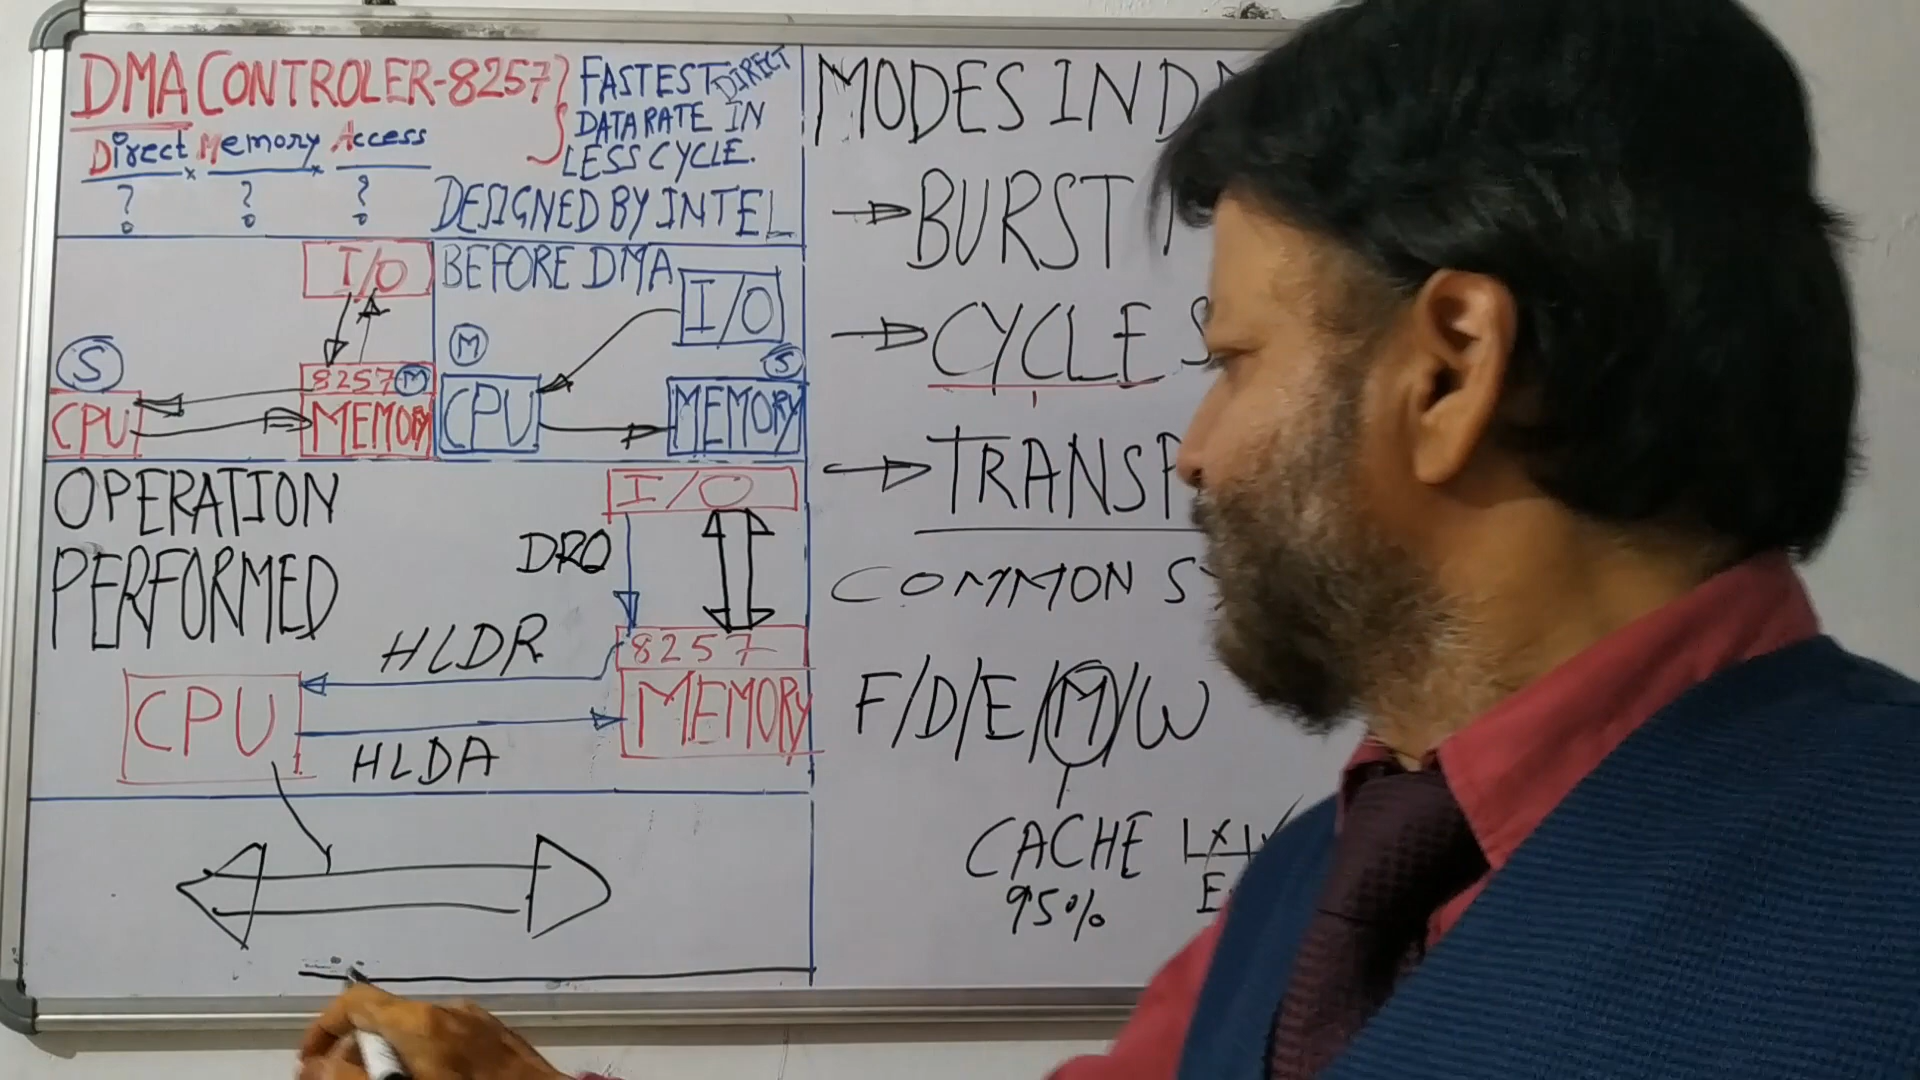 DMA CONTROLER-8257
Direct Memory Access
? ? ?
FASTEST DIRECT
DATA RATE IN
LESS CYCLE.
DESIGNED BY INTEL
I/O
S
8257 M
CPU
MEMORY
BEFORE DMA
I/O
M
S
CPU
MEMORY
OPERATION
PERFORMED
I/O
DRQ
8257
HLDR
CPU
MEMORY
HLDA
MODES IN
BURST
CYCLE
COMMON
F/D/E/M/W
CACHE
95%